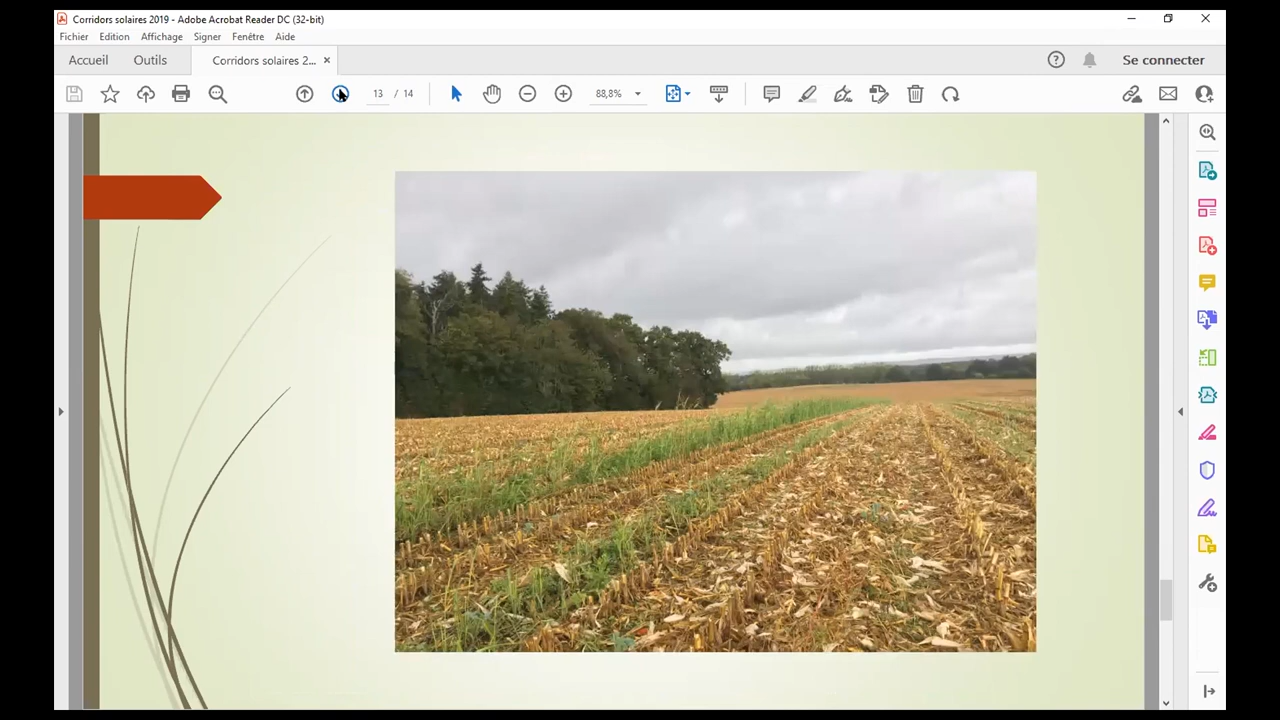 Corridors solaires 2019 - Adobe Acrobat Reader DC (32-bit)
Fichier Edition Affichage Signer Fenêtre Aide
Accueil Outils Corridors solaires 2... × Se connecter
13 / 14 88,8%